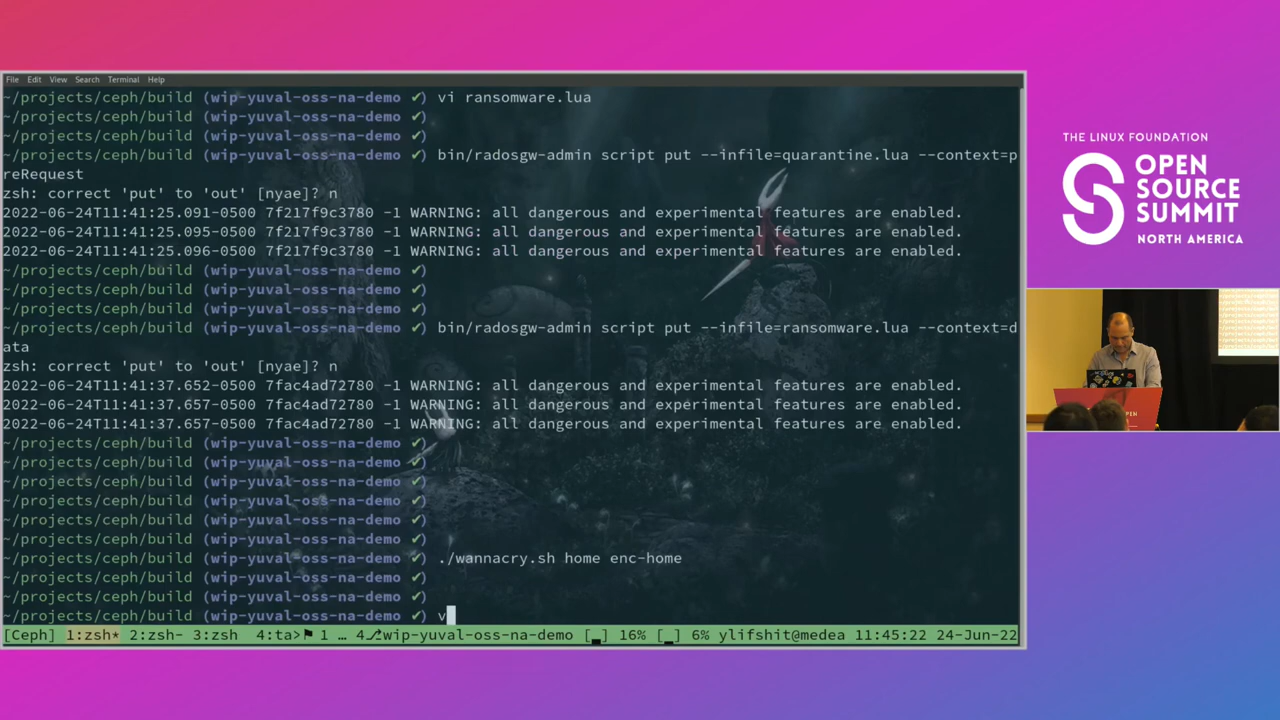 File Edit View Search Terminal Help
~/projects/ceph/build (wip-yuval-oss-na-demo ✔) vi ransomware.lua
~/projects/ceph/build (wip-yuval-oss-na-demo ✔)
~/projects/ceph/build (wip-yuval-oss-na-demo ✔)
~/projects/ceph/build (wip-yuval-oss-na-demo ✔) bin/radosgw-admin script put --infile=quarantine.lua --context=p
reRequest
zsh: correct 'put' to 'out' [nyae]? n
2022-06-24T11:41:25.091-0500 7f217f9c3780 -1 WARNING: all dangerous and experimental features are enabled.
2022-06-24T11:41:25.095-0500 7f217f9c3780 -1 WARNING: all dangerous and experimental features are enabled.
2022-06-24T11:41:25.096-0500 7f217f9c3780 -1 WARNING: all dangerous and experimental features are enabled.
~/projects/ceph/build (wip-yuval-oss-na-demo ✔)
~/projects/ceph/build (wip-yuval-oss-na-demo ✔)
~/projects/ceph/build (wip-yuval-oss-na-demo ✔)
~/projects/ceph/build (wip-yuval-oss-na-demo ✔) bin/radosgw-admin script put --infile=ransomware.lua --context=d
ata
zsh: correct 'put' to 'out' [nyae]? n
2022-06-24T11:41:37.652-0500 7fac4ad72780 -1 WARNING: all dangerous and experimental features are enabled.
2022-06-24T11:41:37.657-0500 7fac4ad72780 -1 WARNING: all dangerous and experimental features are enabled.
2022-06-24T11:41:37.657-0500 7fac4ad72780 -1 WARNING: all dangerous and experimental features are enabled.
~/projects/ceph/build (wip-yuval-oss-na-demo ✔)
~/projects/ceph/build (wip-yuval-oss-na-demo ✔)
~/projects/ceph/build (wip-yuval-oss-na-demo ✔)
~/projects/ceph/build (wip-yuval-oss-na-demo ✔)
~/projects/ceph/build (wip-yuval-oss-na-demo ✔)
~/projects/ceph/build (wip-yuval-oss-na-demo ✔)
~/projects/ceph/build (wip-yuval-oss-na-demo ✔) ./wannacry.sh home enc-home
~/projects/ceph/build (wip-yuval-oss-na-demo ✔)
~/projects/ceph/build (wip-yuval-oss-na-demo ✔)
~/projects/ceph/build (wip-yuval-oss-na-demo ✔) v
[Ceph] 1:zsh* 2:zsh- 3:zsh 4:ta>⚑ 1 … 4⎇wip-yuval-oss-na-demo [▂] 16% [▁] 6% ylifshit@medea 11:45:22 24-Jun-22
THE LINUX FOUNDATION
OPEN
SOURCE
SUMMIT
NORTH AMERICA